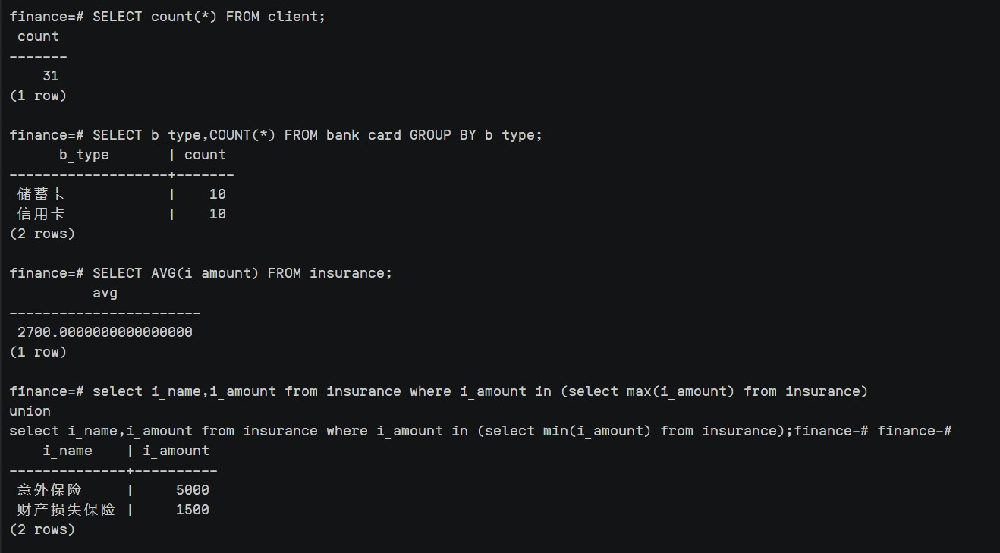 finance=# SELECT count(*) FROM client;
 count
-------
    31
(1 row)

finance=# SELECT b_type,COUNT(*) FROM bank_card GROUP BY b_type;
      b_type       | count
-------------------+-------
 储蓄卡            |    10
 信用卡            |    10
(2 rows)

finance=# SELECT AVG(i_amount) FROM insurance;
          avg
-----------------------
 2700.0000000000000000
(1 row)

finance=# select i_name,i_amount from insurance where i_amount in (select max(i_amount) from insurance)
union
select i_name,i_amount from insurance where i_amount in (select min(i_amount) from insurance);finance-# finance-#
    i_name    | i_amount
--------------+----------
 意外保险     |     5000
 财产损失保险 |     1500
(2 rows)